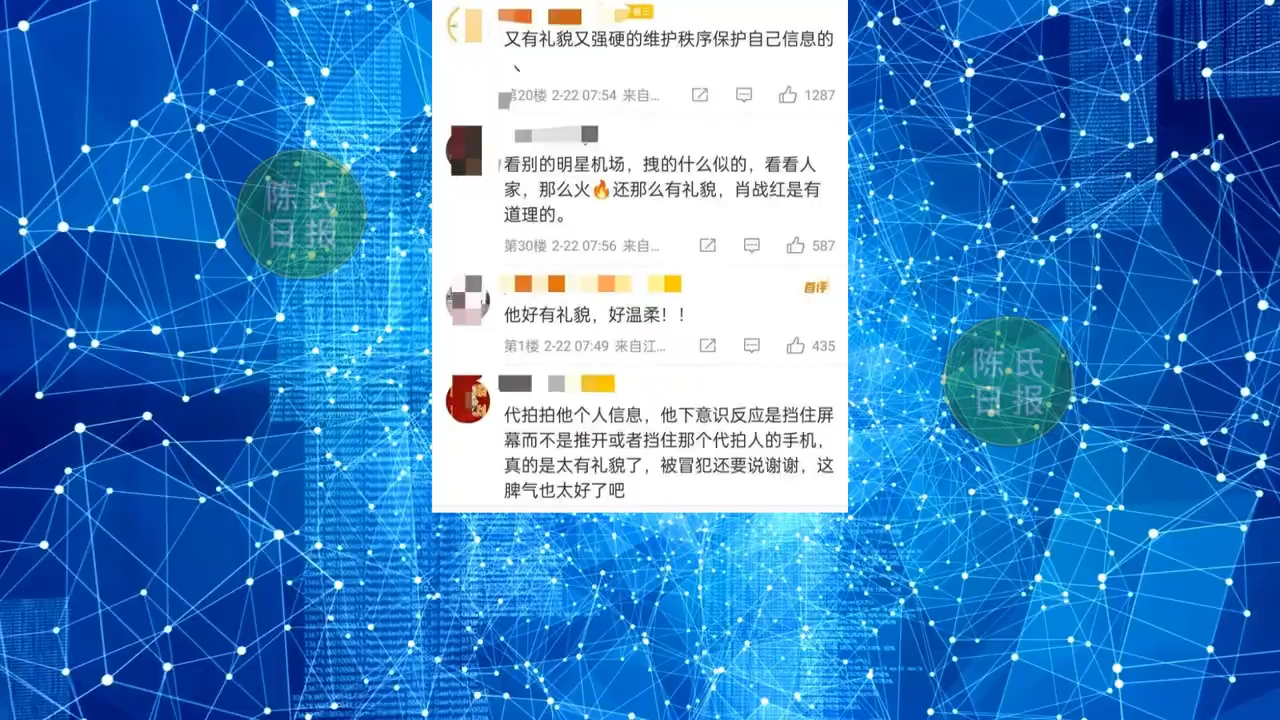 又有礼貌又强硬的维护秩序保护自己信息的
、
第20楼 2-22 07:54 来自... 1287
看别的明星机场，拽的什么似的，看看人
家，那么火🔥还那么有礼貌，肖战红是有
道理的。
第30楼 2-22 07:56 来自... 587
首评
他好有礼貌，好温柔！！
第1楼 2-22 07:49 来自江... 435
代拍拍他个人信息，他下意识反应是挡住屏
幕而不是推开或者挡住那个代拍人的手机，
真的是太有礼貌了，被冒犯还要说谢谢，这
脾气也太好了吧
陈氏
日报
陈氏
日报